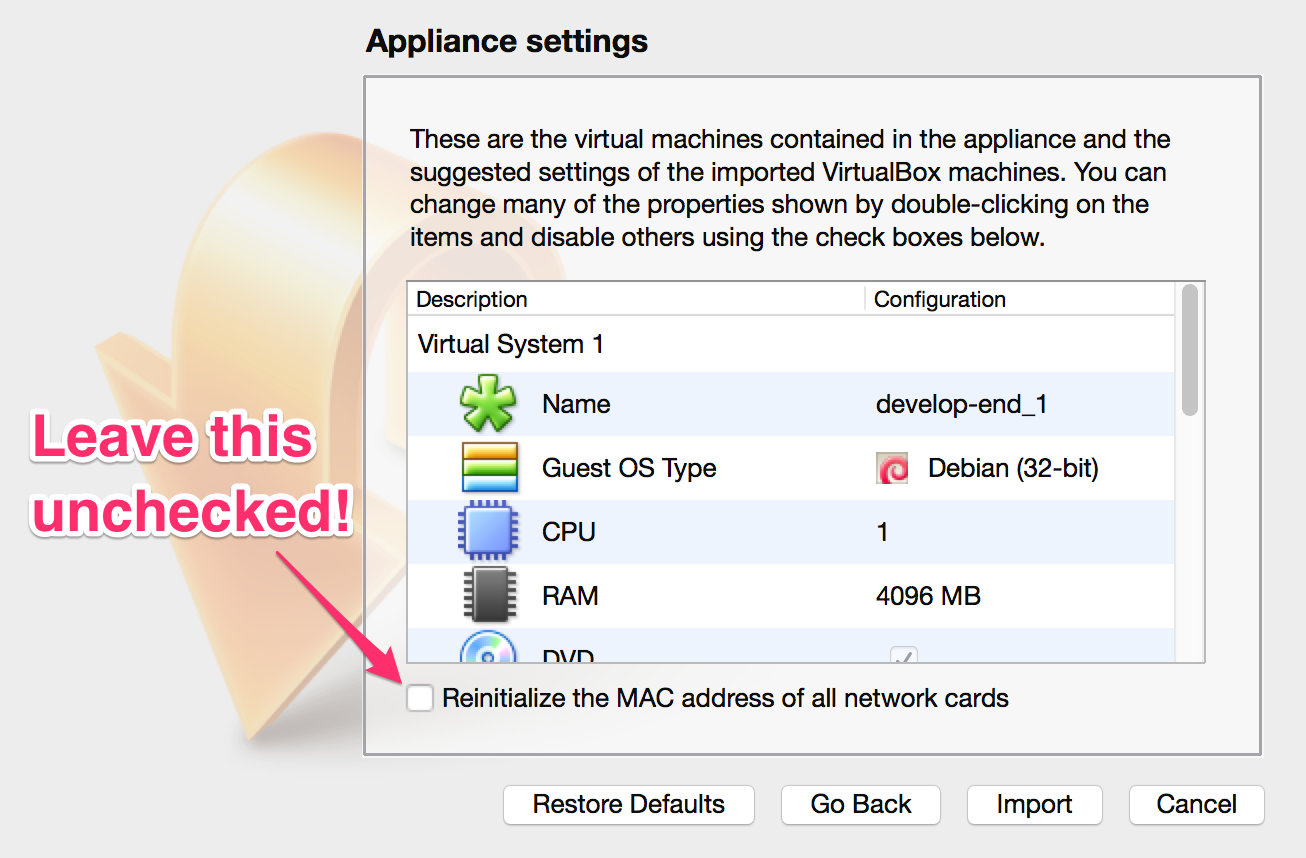 Appliance settings
These are the virtual machines contained in the appliance and the
suggested settings of the imported VirtualBox machines. You can
change many of the properties shown by double-clicking on the
items and disable others using the check boxes below.
Description Configuration
Virtual System 1
Name develop-end_1
Guest OS Type Debian (32-bit)
CPU 1
RAM 4096 MB
DVD
Leave this
unchecked!
Reinitialize the MAC address of all network cards
Restore Defaults Go Back Import Cancel